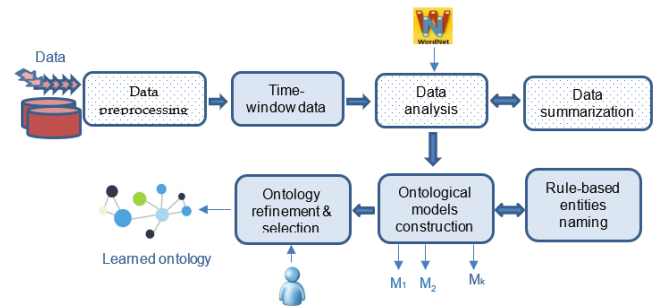 WordNet
Data
Data
preprocessing
Time-
window data
Data
analysis
Data
summarization
Ontology
refinement &
selection
Ontological
models
construction
Rule-based
entities
naming
Learned ontology
M1 M2 Mk